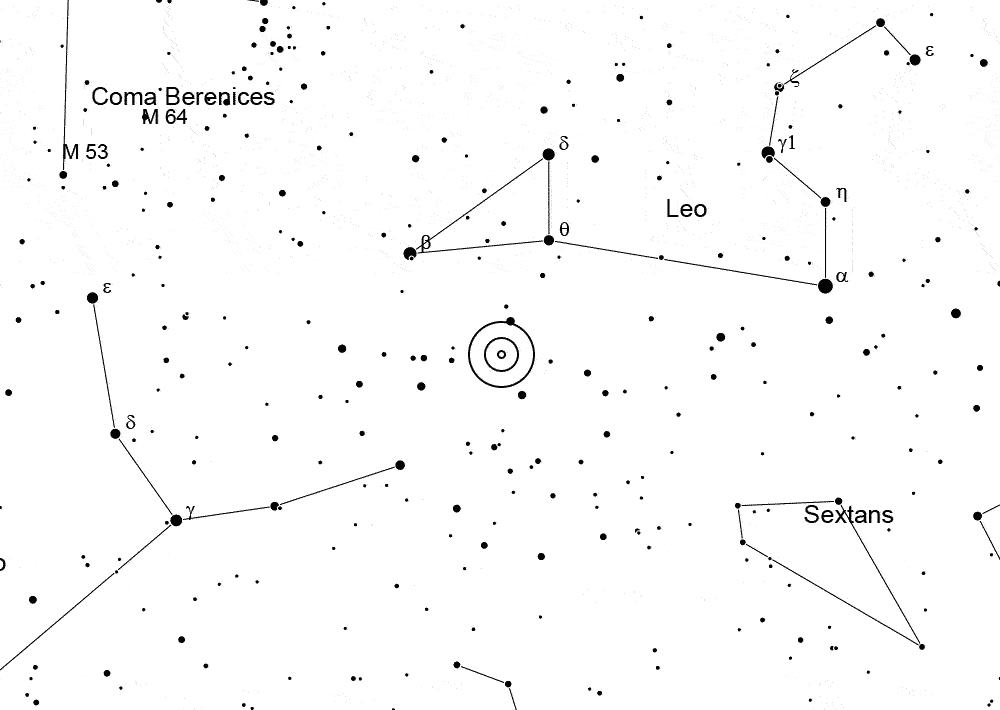 ε
ζ
Coma Berenices
M 64
γ1
δ
M 53
η
Leo
θ
β
α
ε
δ
γ
Sextans
o